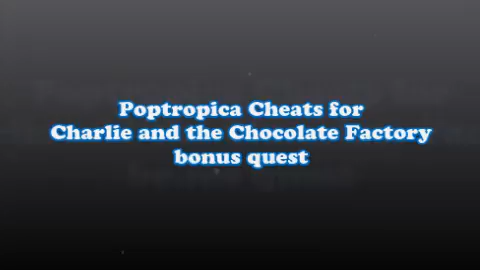 Poptropica Cheats for
Charlie and the Chocolate Factory
bonus quest